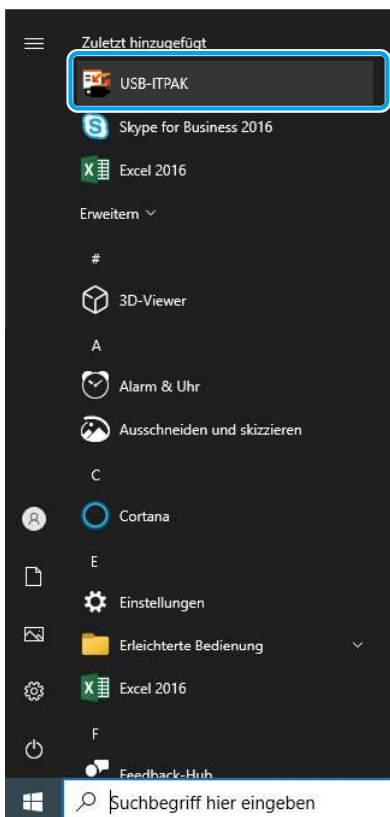 Zuletzt hinzugefügt
USB-ITPAK
Skype for Business 2016
Excel 2016
Erweitern
#
3D-Viewer
A
Alarm & Uhr
Ausschneiden und skizzieren
C
Cortana
E
Einstellungen
Erleichterte Bedienung
Excel 2016
F
Feedback-Hub
Suchbegriff hier eingeben